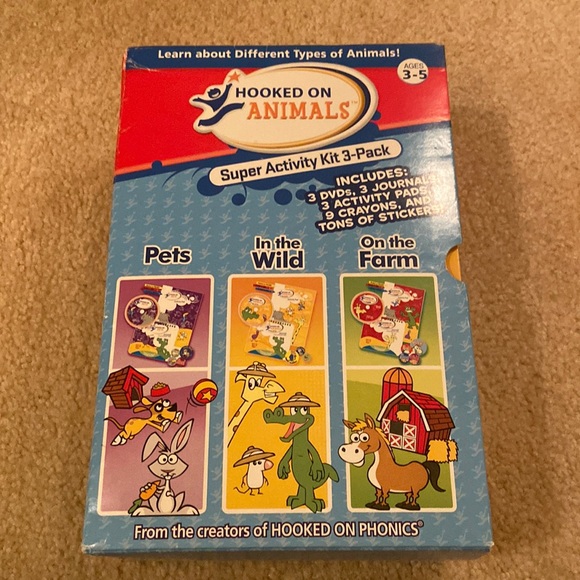 Learn about Different Types of Animals!
AGES
3-5
HOOKED ON
ANIMALS™
Super Activity Kit 3-Pack
INCLUDES:
3 DVDs, 3 JOURNALS,
3 ACTIVITY PADS,
9 CRAYONS, AND
TONS OF STICKERS!
Pets
In the
Wild
On the
Farm
From the creators of HOOKED ON PHONICS®